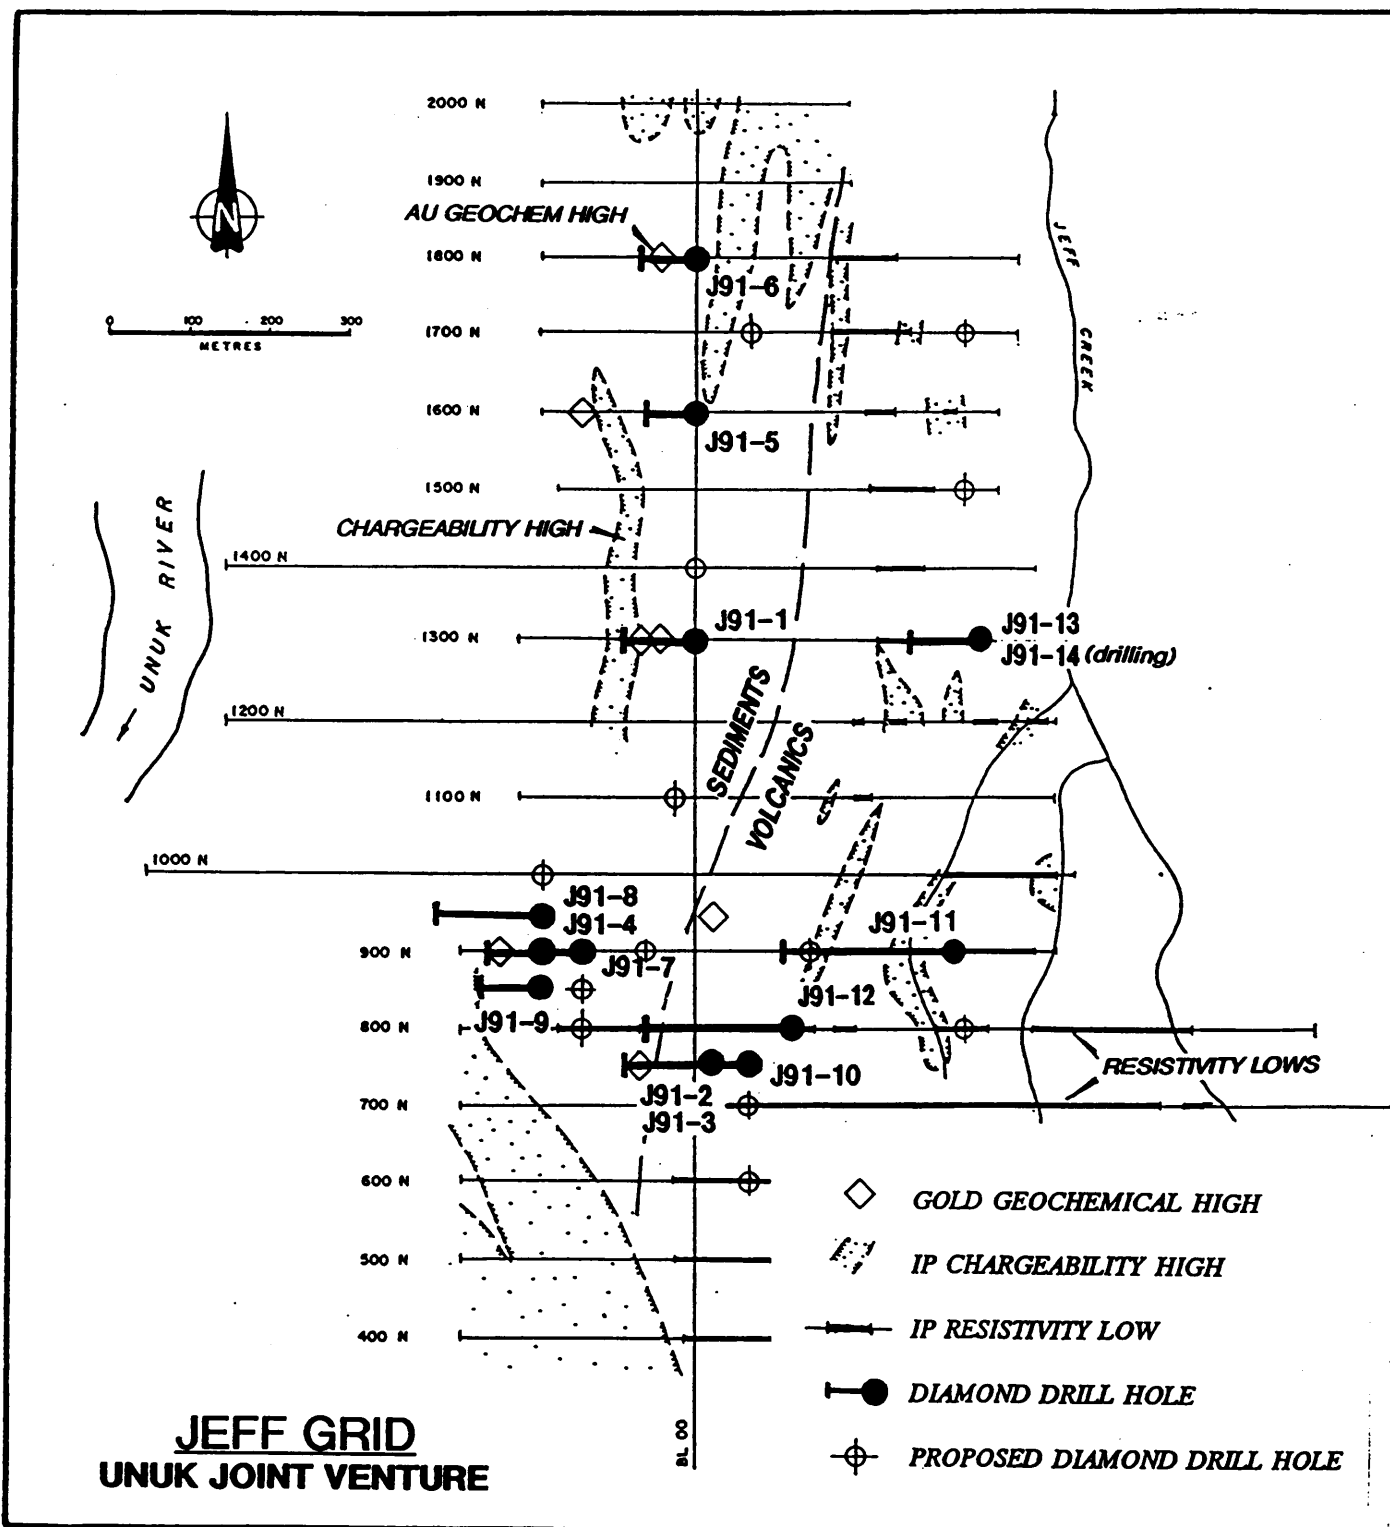 2000 N
1900 N
AU GEOCHEM HIGH
N
1800 N
JEFF CREEK
J91-6
0 100 200 300
METRES
1700 N
1600 N
J91-5
1500 N
CHARGEABILITY HIGH
UNUK RIVER
1400 N
1300 N
J91-1
J91-13
J91-14 (drilling)
1200 N
SEDIMENTS
VOLCANICS
1100 N
1000 N
J91-8
J91-4
J91-11
900 N
J91-7
J91-12
J91-9
800 N
RESISTIVITY LOWS
J91-10
J91-2
J91-3
700 N
600 N
GOLD GEOCHEMICAL HIGH
500 N
IP CHARGEABILITY HIGH
400 N
IP RESISTIVITY LOW
DIAMOND DRILL HOLE
BL 00
PROPOSED DIAMOND DRILL HOLE
JEFF GRID
UNUK JOINT VENTURE